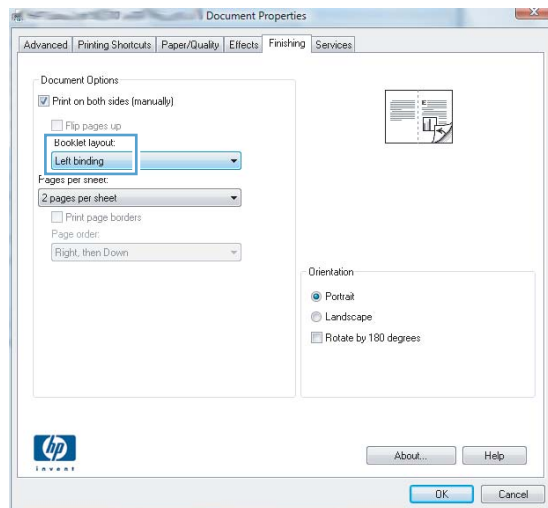 Document Properties
Advanced Printing Shortcuts Paper/Quality Effects Finishing Services
Document Options
Print on both sides (manually)
Flip pages up
Booklet layout:
Left binding
Pages per sheet:
2 pages per sheet
Print page borders
Page order:
Right, then Down
Orientation
Portrait
Landscape
Rotate by 180 degrees
hp
invent
About... Help
OK Cancel